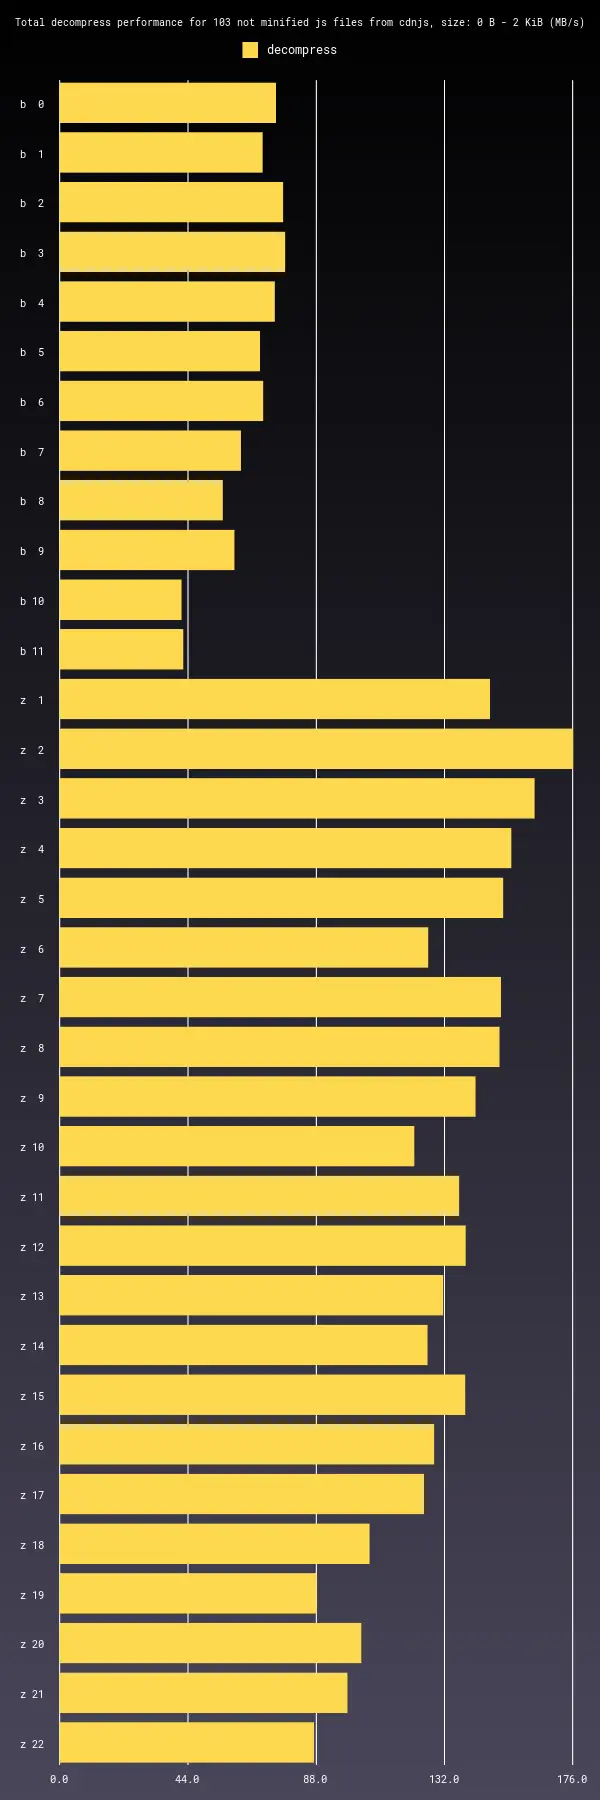 Total decompress performance for 103 not minified js files from cdnjs, size: 0 B - 2 KiB (MB/s)
decompress
b 0
b 1
b 2
b 3
b 4
b 5
b 6
b 7
b 8
b 9
b 10
b 11
z 1
z 2
z 3
z 4
z 5
z 6
z 7
z 8
z 9
z 10
z 11
z 12
z 13
z 14
z 15
z 16
z 17
z 18
z 19
z 20
z 21
z 22
0.0 44.0 88.0 132.0 176.0